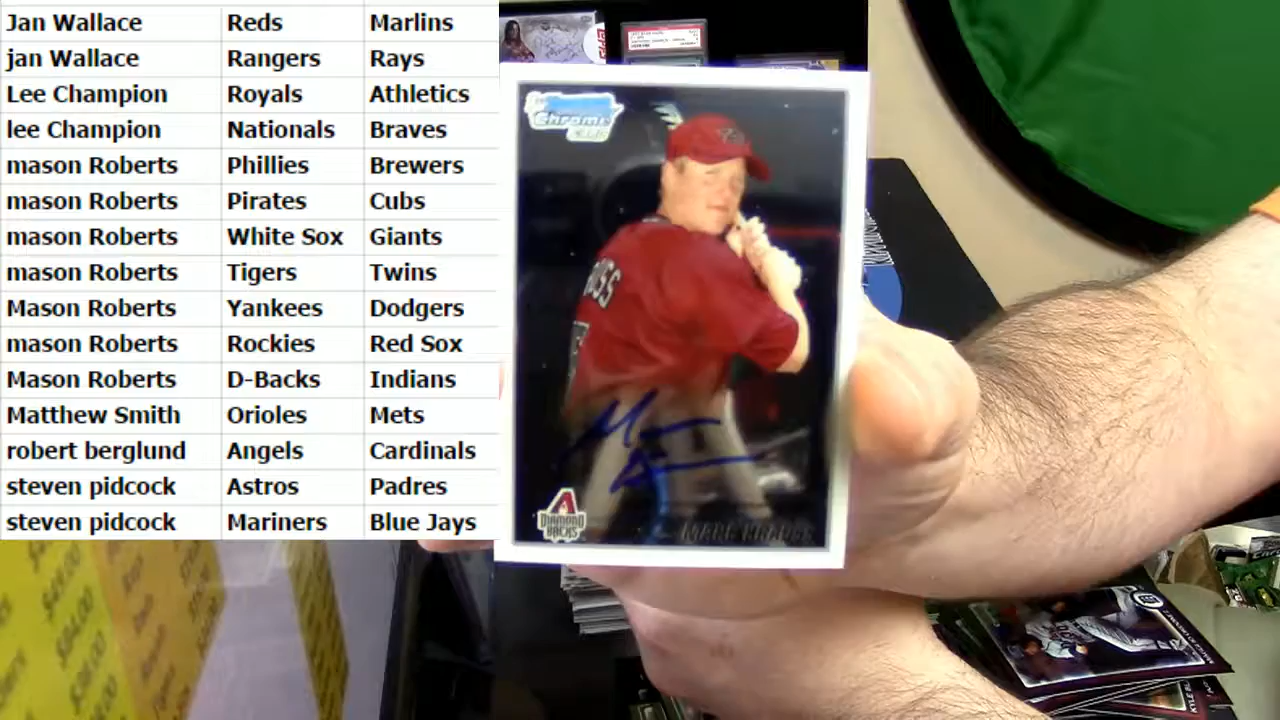 Jan Wallace Reds Marlins
jan Wallace Rangers Rays
Lee Champion Royals Athletics
lee Champion Nationals Braves
mason Roberts Phillies Brewers
mason Roberts Pirates Cubs
mason Roberts White Sox Giants
mason Roberts Tigers Twins
Mason Roberts Yankees Dodgers
mason Roberts Rockies Red Sox
Mason Roberts D-Backs Indians
Matthew Smith Orioles Mets
robert berglund Angels Cardinals
steven pidcock Astros Padres
steven pidcock Mariners Blue Jays
Chrome
DIAMOND
BACKS